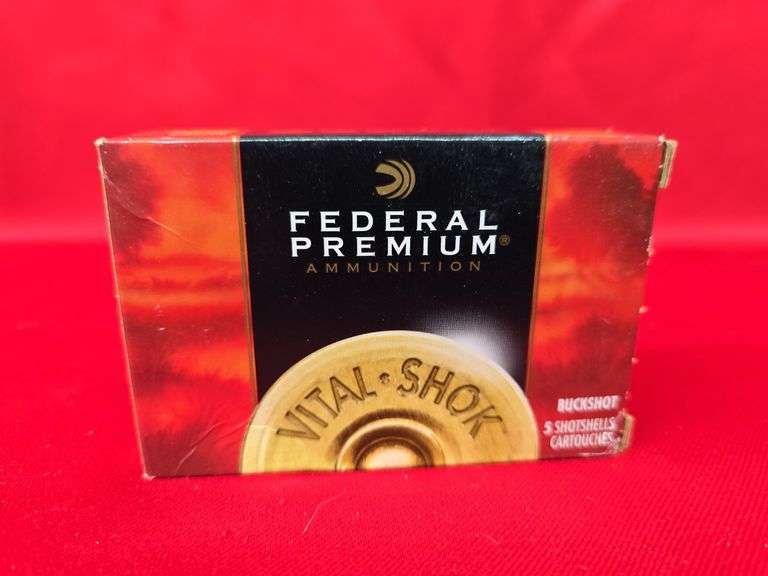 FEDERAL
PREMIUM®
AMMUNITION
VITAL·SHOK
BUCKSHOT
5 SHOTSHELLS
CARTOUCHES